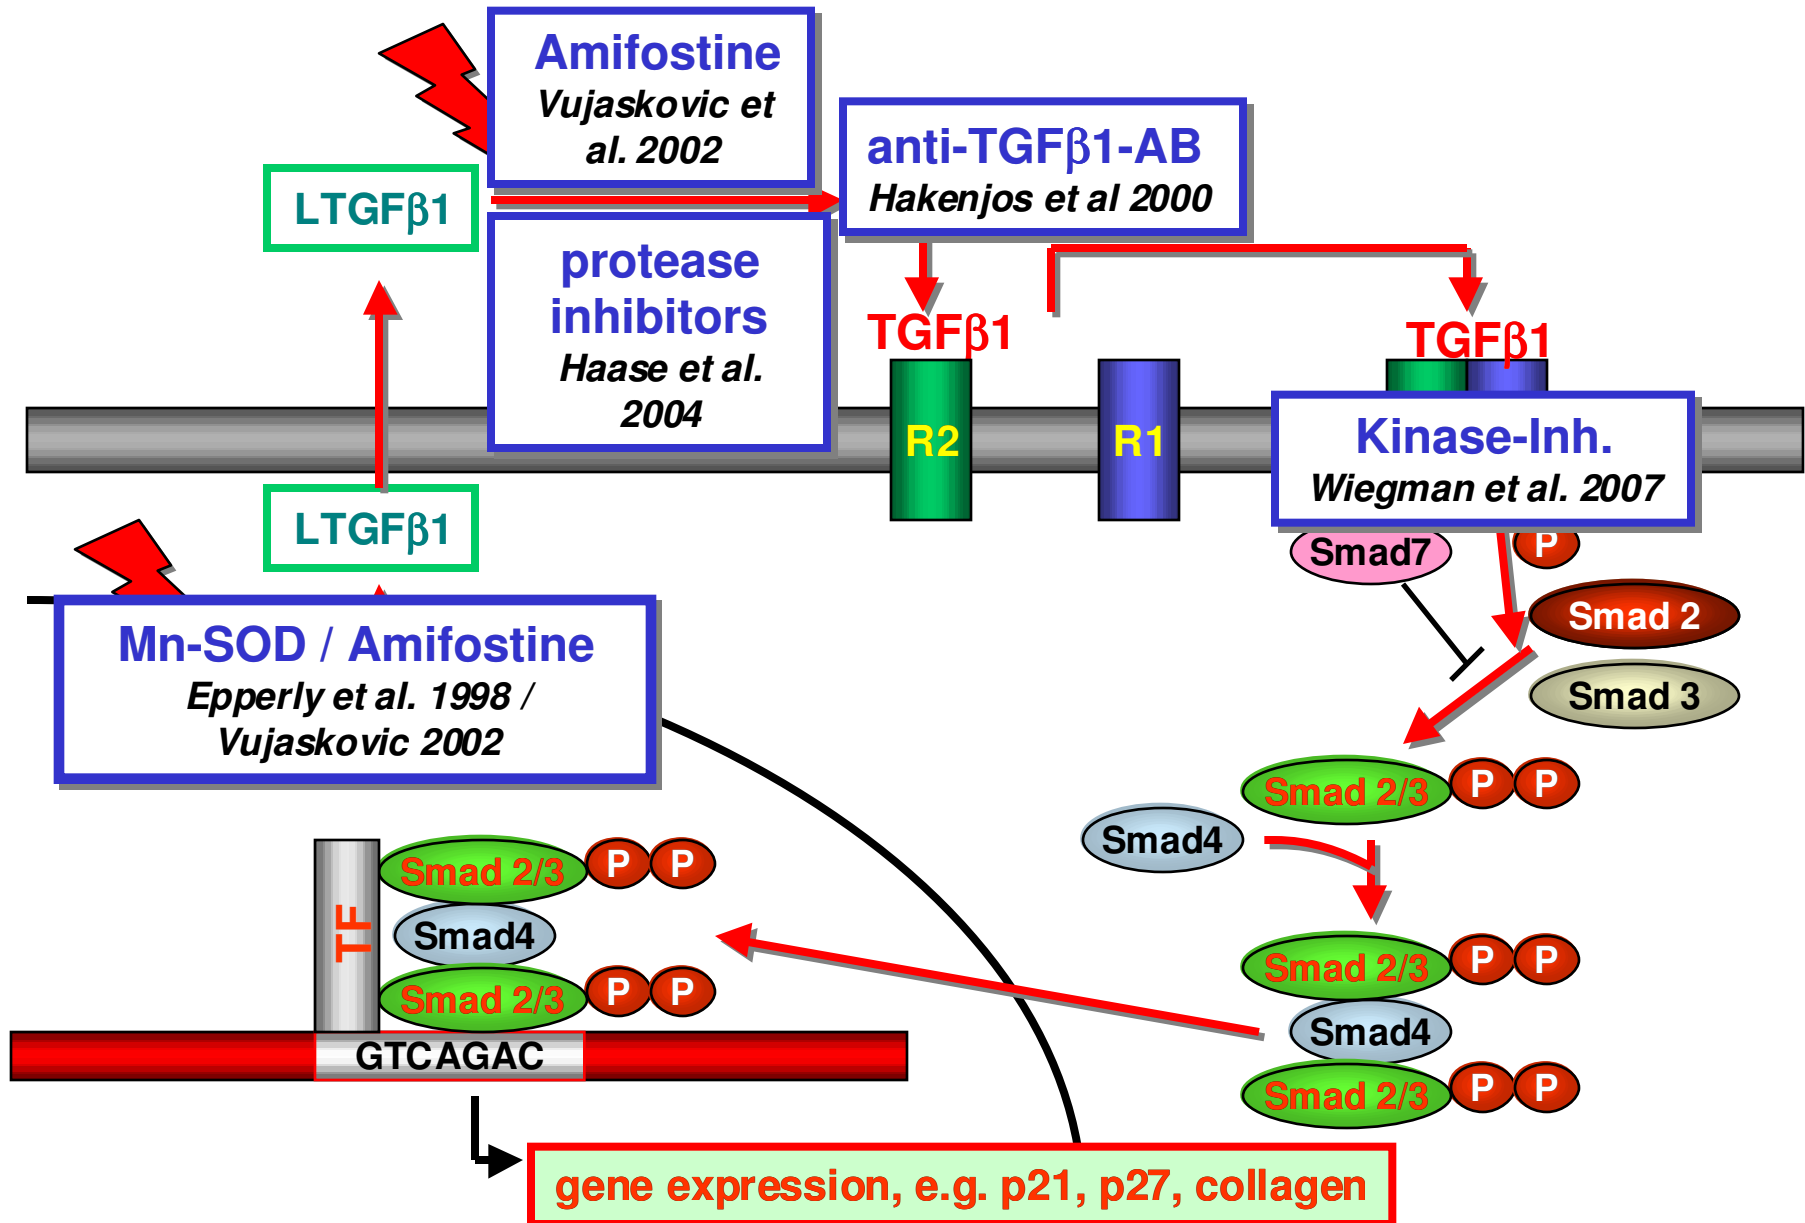 Amifostine
Vujaskovic et
al. 2002
anti-TGFβ1-AB
Hakenjos et al 2000
LTGFβ1
protease
inhibitors
Haase et al.
2004
TGFβ1
TGFβ1
R2
R1
Kinase-Inh.
Wiegman et al. 2007
LTGFβ1
Smad7
P
Smad 2
Smad 3
Mn-SOD / Amifostine
Epperly et al. 1998 /
Vujaskovic 2002
Smad 2/3 P P
Smad4
TF
Smad 2/3 P P
Smad4
Smad 2/3 P P
Smad 2/3 P P
Smad4
Smad 2/3 P P
GTCAGAC
gene expression, e.g. p21, p27, collagen